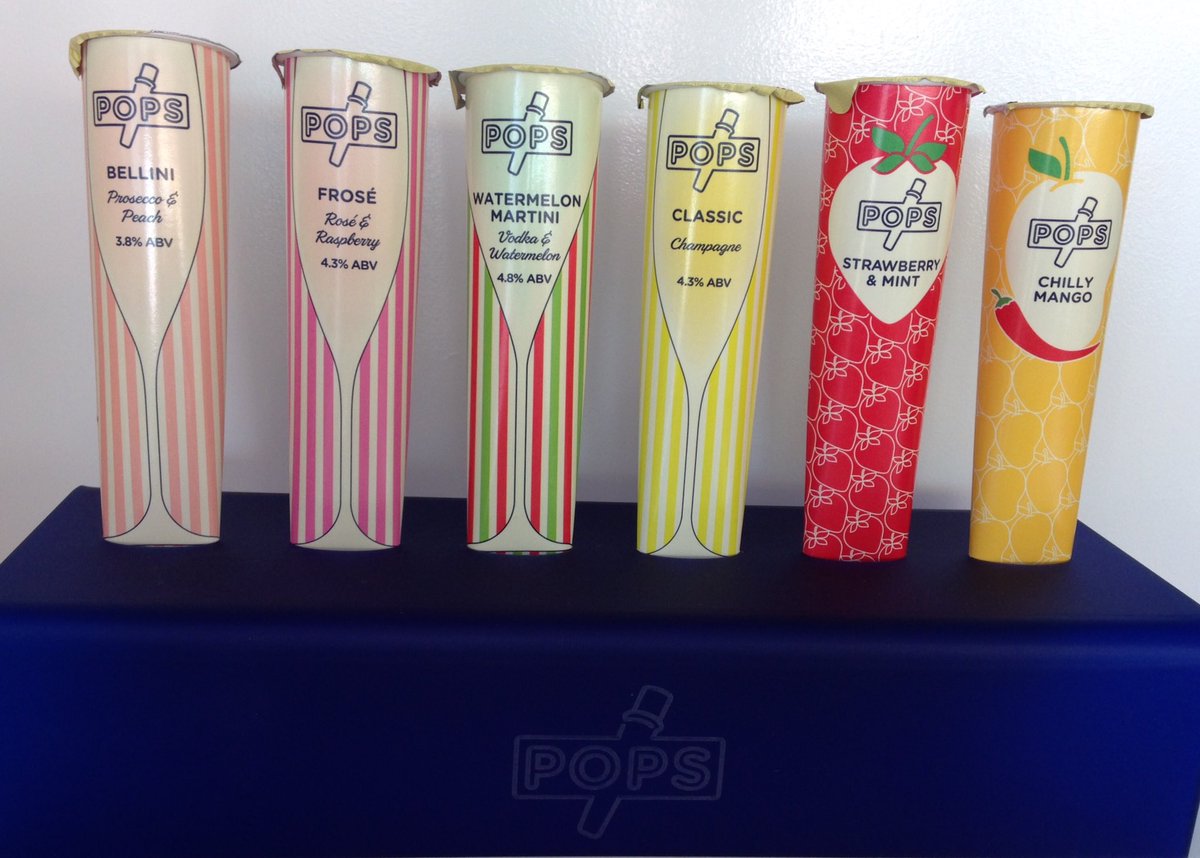 POPS
BELLINI
Prosecco &
Peach
3.8% ABV
POPS
FROSÉ
Rosé &
Raspberry
4.3% ABV
POPS
WATERMELON
MARTINI
Vodka &
Watermelon
4.8% ABV
POPS
CLASSIC
Champagne
4.3% ABV
POPS
STRAWBERRY
& MINT
POPS
CHILLY
MANGO
POPS